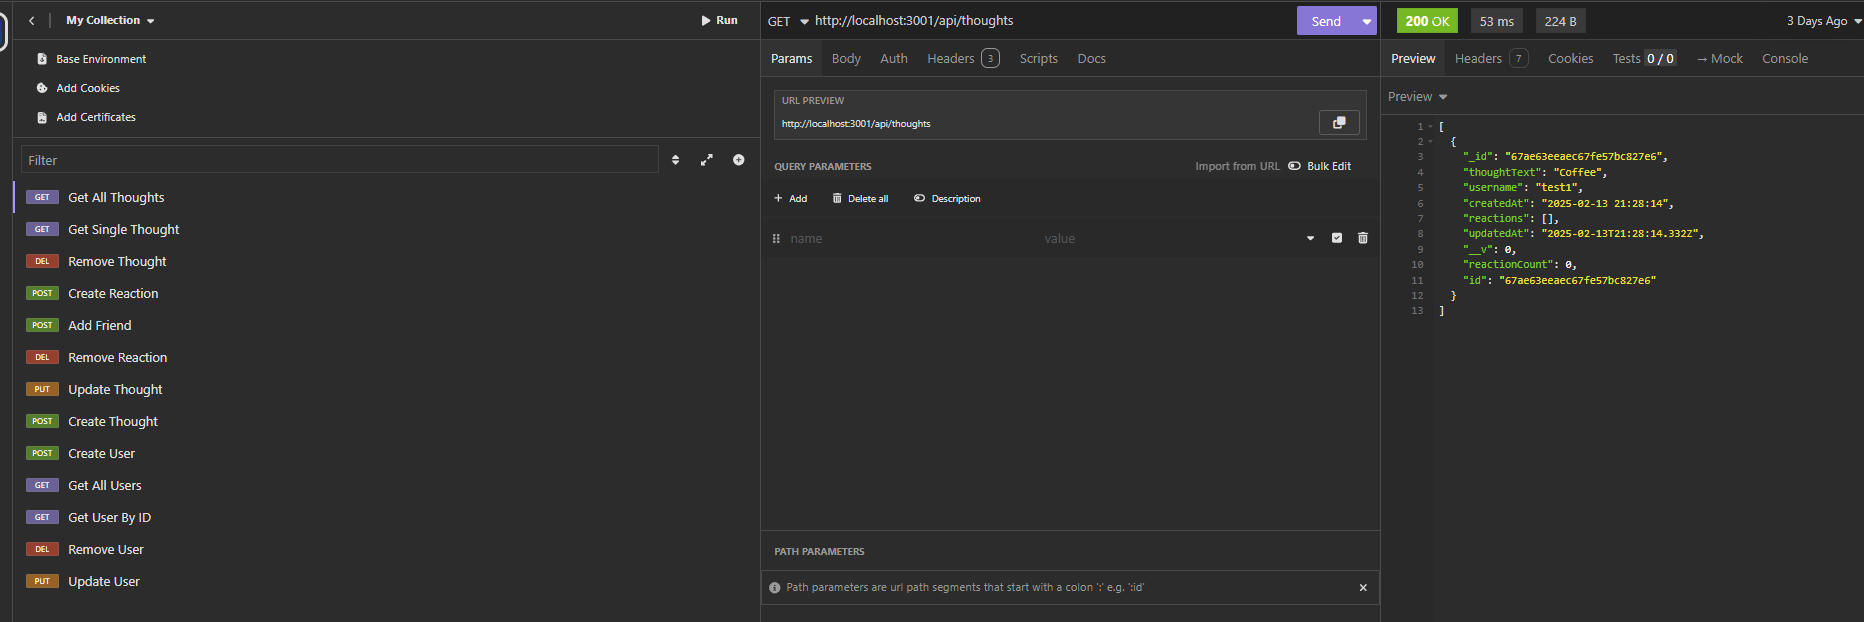 My Collection
Run
Base Environment
Add Cookies
Add Certificates
Filter
GET Get All Thoughts
GET Get Single Thought
DEL Remove Thought
POST Create Reaction
POST Add Friend
DEL Remove Reaction
PUT Update Thought
POST Create Thought
POST Create User
GET Get All Users
GET Get User By ID
DEL Remove User
PUT Update User
GET http://localhost:3001/api/thoughts Send
Params Body Auth Headers 3 Scripts Docs
URL PREVIEW
http://localhost:3001/api/thoughts
QUERY PARAMETERS Import from URL Bulk Edit
Add Delete all Description
name value
PATH PARAMETERS
Path parameters are url path segments that start with a colon ':' e.g. ':id'
200 OK 53 ms 224 B 3 Days Ago
Preview Headers 7 Cookies Tests 0 / 0 → Mock Console
Preview
1 [
2 {
3 "_id": "67ae63eeaec67fe57bc827e6",
4 "thoughtText": "Coffee",
5 "username": "test1",
6 "createdAt": "2025-02-13 21:28:14",
7 "reactions": [],
8 "updatedAt": "2025-02-13T21:28:14.332Z",
9 "__v": 0,
10 "reactionCount": 0,
11 "id": "67ae63eeaec67fe57bc827e6"
12 }
13 ]